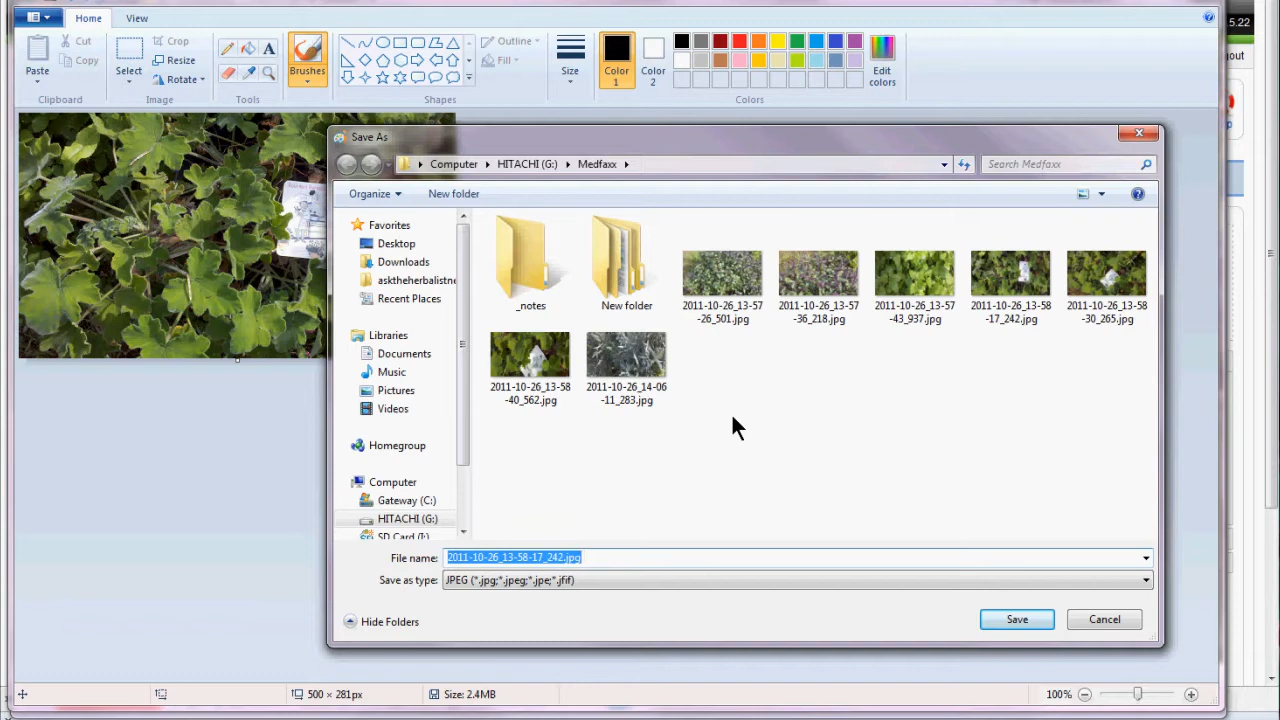 5.22
Home
View
Paste
Cut
Copy
Clipboard
Select
Crop
Resize
Rotate
Image
Tools
Brushes
Shapes
Outline
Fill
Size
Color
1
Color
2
Colors
Edit
colors
out
Save As
Computer
HITACHI (G:)
Medfaxx
Search Medfaxx
Organize
New folder
Favorites
Desktop
Downloads
asktheherbalistne
Recent Places
Libraries
Documents
Music
Pictures
Videos
Homegroup
Computer
Gateway (C:)
HITACHI (G:)
SD Card (I:)
_notes
New folder
2011-10-26_13-57
-26_501.jpg
2011-10-26_13-57
-36_218.jpg
2011-10-26_13-57
-43_937.jpg
2011-10-26_13-58
-17_242.jpg
2011-10-26_13-58
-30_265.jpg
2011-10-26_13-58
-40_562.jpg
2011-10-26_14-06
-11_283.jpg
File name:
2011-10-26_13-58-17_242.jpg
Save as type:
JPEG (*.jpg;*.jpeg;*.jpe;*.jfif)
Hide Folders
Save
Cancel
500 × 281px
Size: 2.4MB
100%